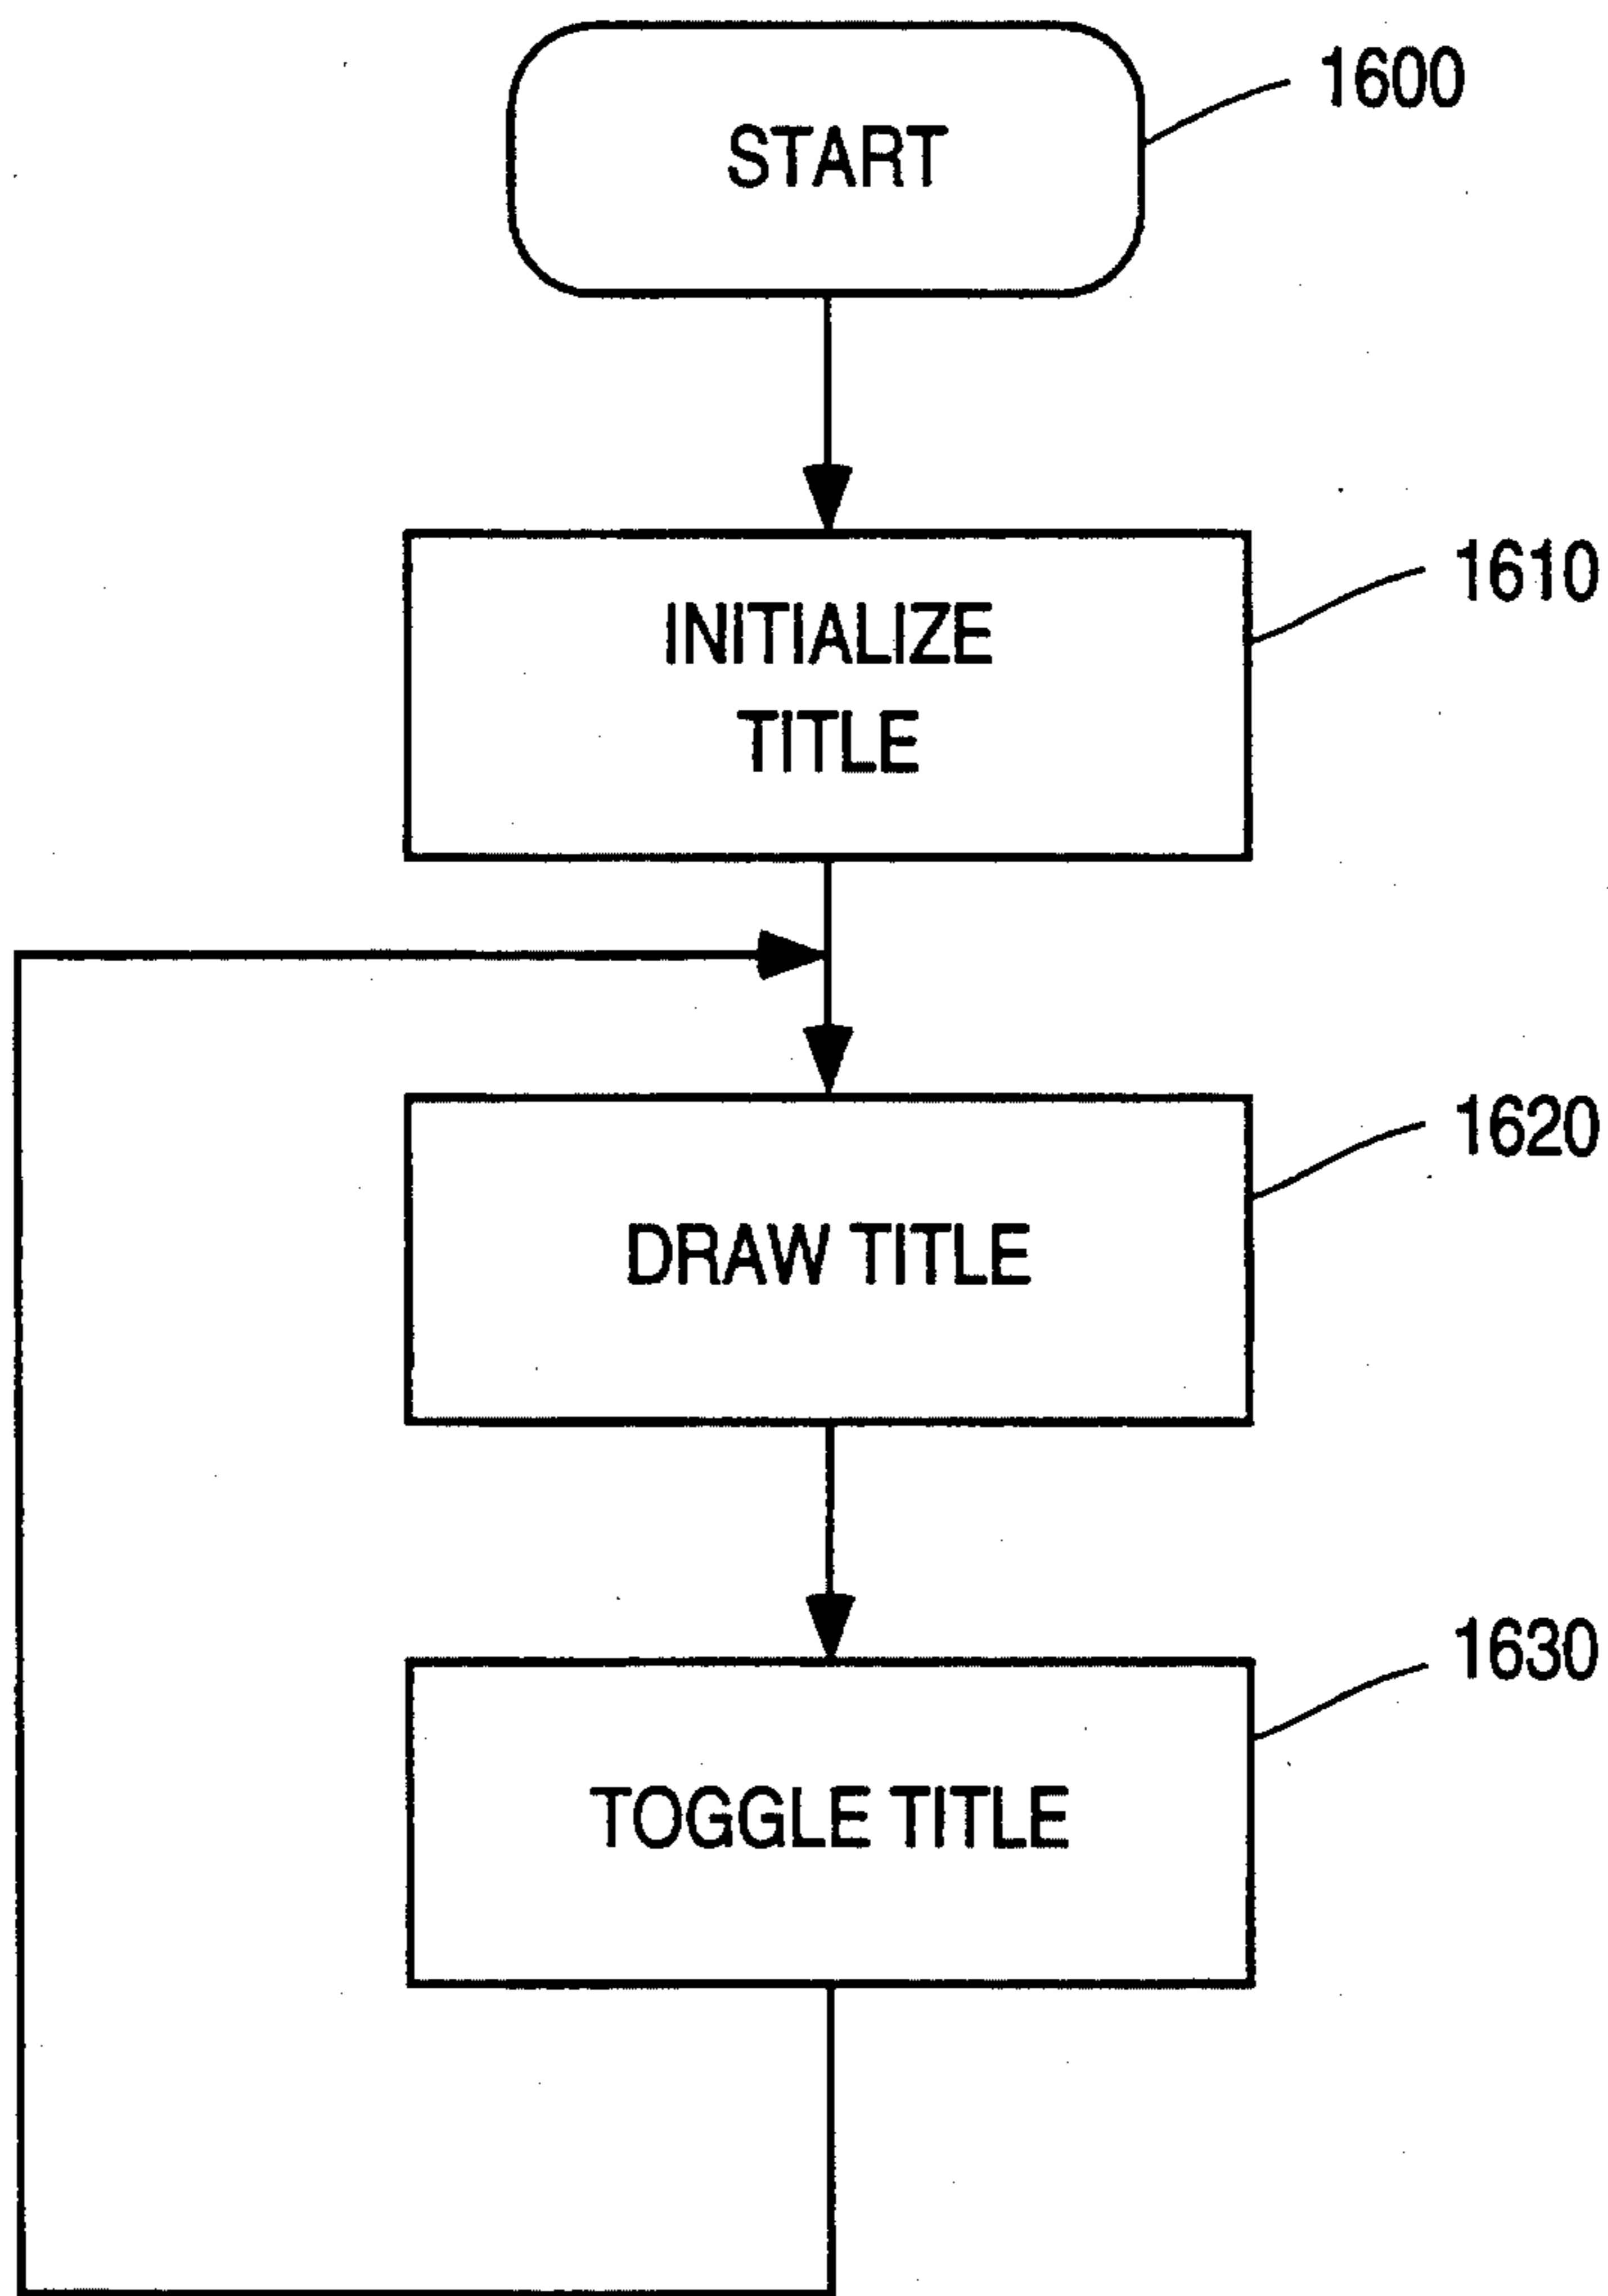 START
1600
INITIALIZE
TITLE
1610
DRAW TITLE
1620
TOGGLE TITLE
1630